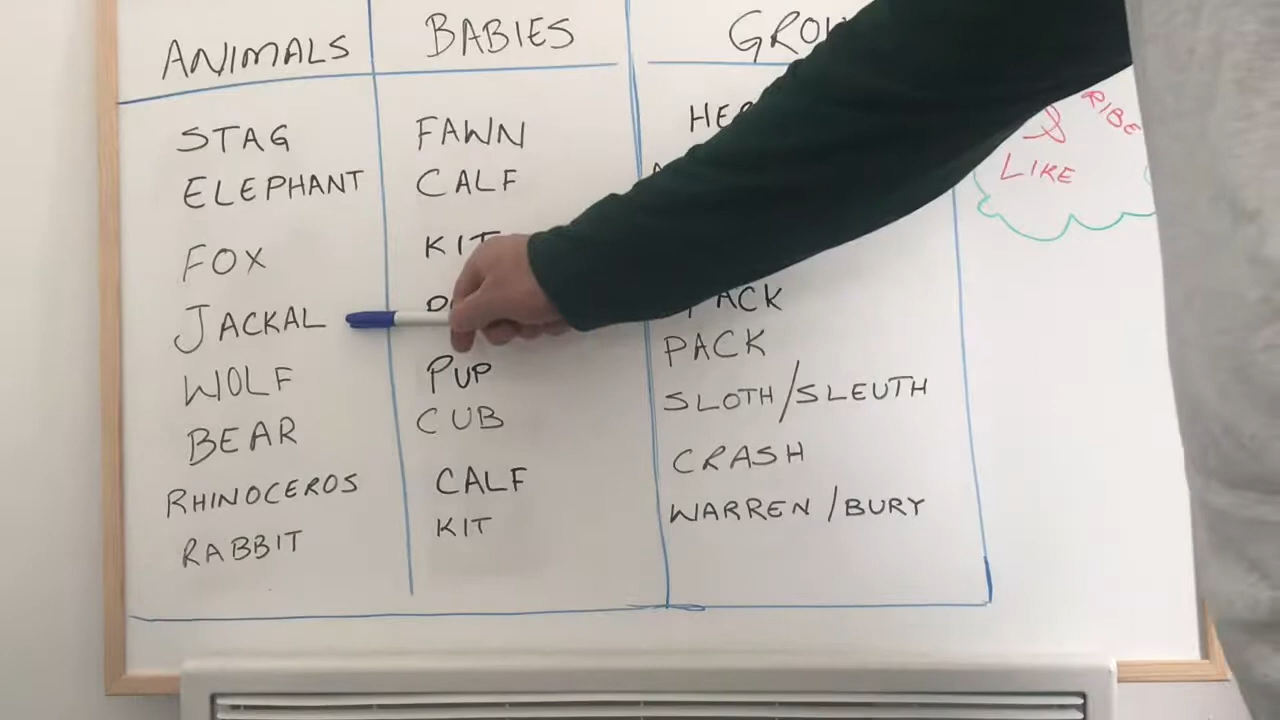 ANIMALS BABIES
STAG FAWN
ELEPHANT CALF
FOX KIT
JACKAL PACK
WOLF PUP PACK
BEAR CUB SLOTH/SLEUTH
RHINOCEROS CALF CRASH
RABBIT KIT WARREN/BURY
LIKE